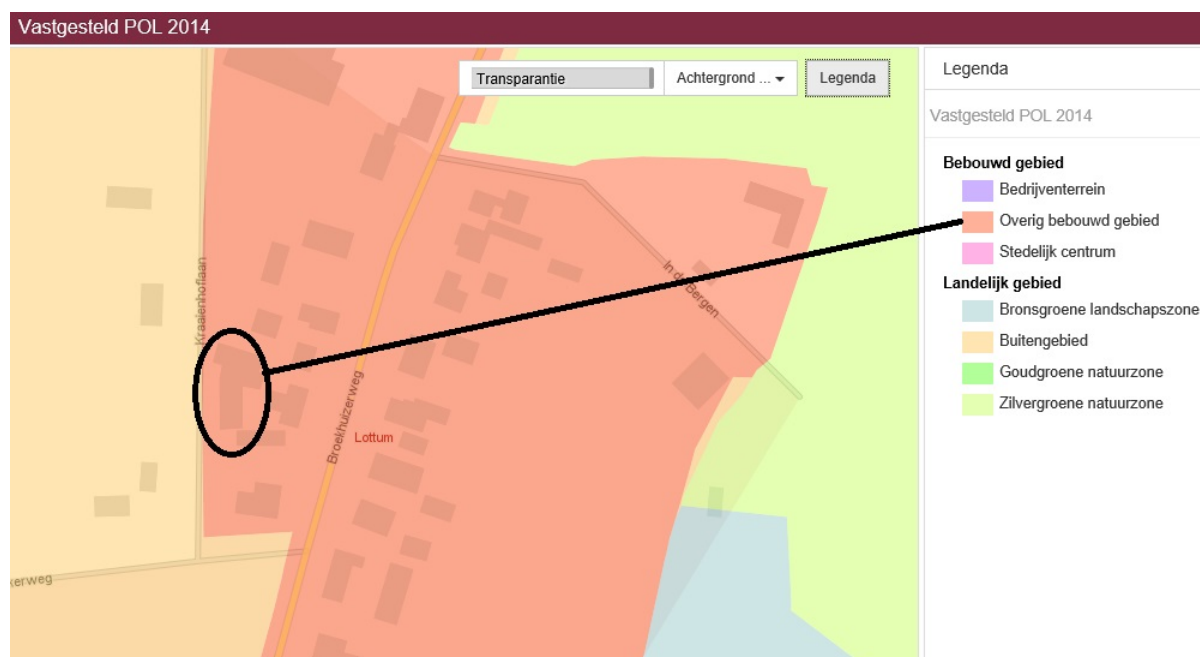 Vastgesteld POL 2014
Transparantie
Achtergrond ...
Legenda
Legenda
Vastgesteld POL 2014
Bebouwd gebied
Bedrijventerrein
Overig bebouwd gebied
Stedelijk centrum
Landelijk gebied
Bronsgroene landschapszone
Buitengebied
Goudgroene natuurzone
Zilvergroene natuurzone
Kraaienhoflaan
In de Bergen
Broekhuizerweg
Lottum
kerweg